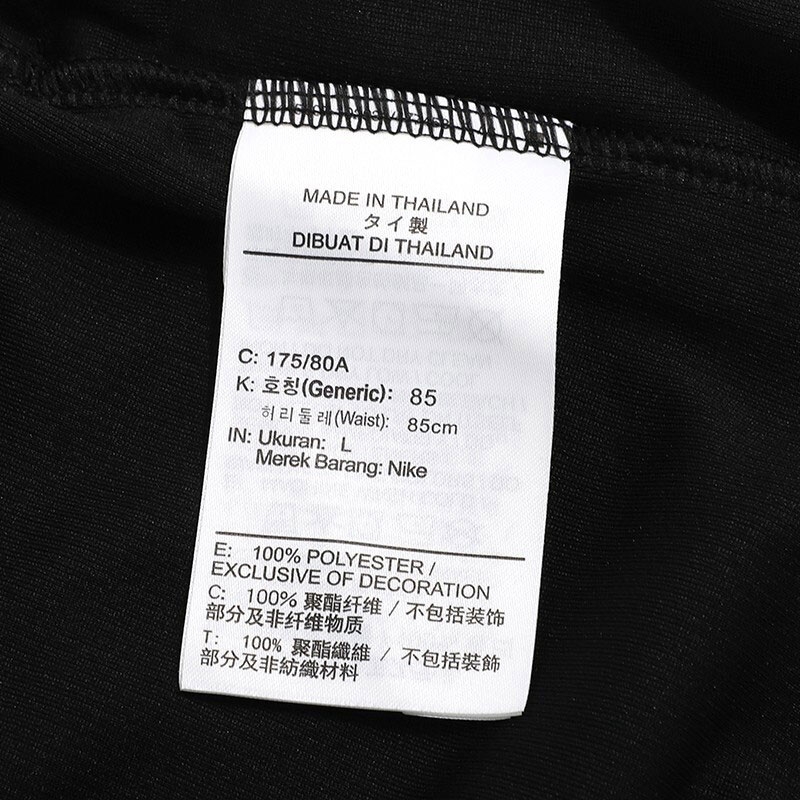 MADE IN THAILAND
タイ製
DIBUAT DI THAILAND
C: 175/80A
K: 호칭(Generic): 85
허리둘레(Waist): 85cm
IN: Ukuran: L
Merek Barang: Nike
E: 100% POLYESTER /
EXCLUSIVE OF DECORATION
C: 100% 聚酯纤维 / 不包括装饰
部分及非纤维物质
T: 100% 聚酯纖維 / 不包括裝飾
部分及非紡織材料